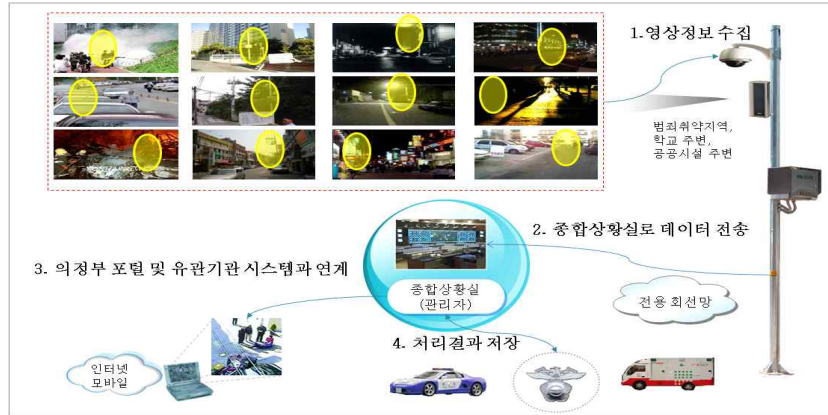 1.영상정보 수집
범죄취약지역,
학교 주변,
공공시설 주변
2. 종합상황실로 데이터 전송
3. 의정부 포털 및 유관기관 시스템과 연계
종합상황실
(관리자)
전용 회선망
4. 처리결과 저장
인터넷
모바일